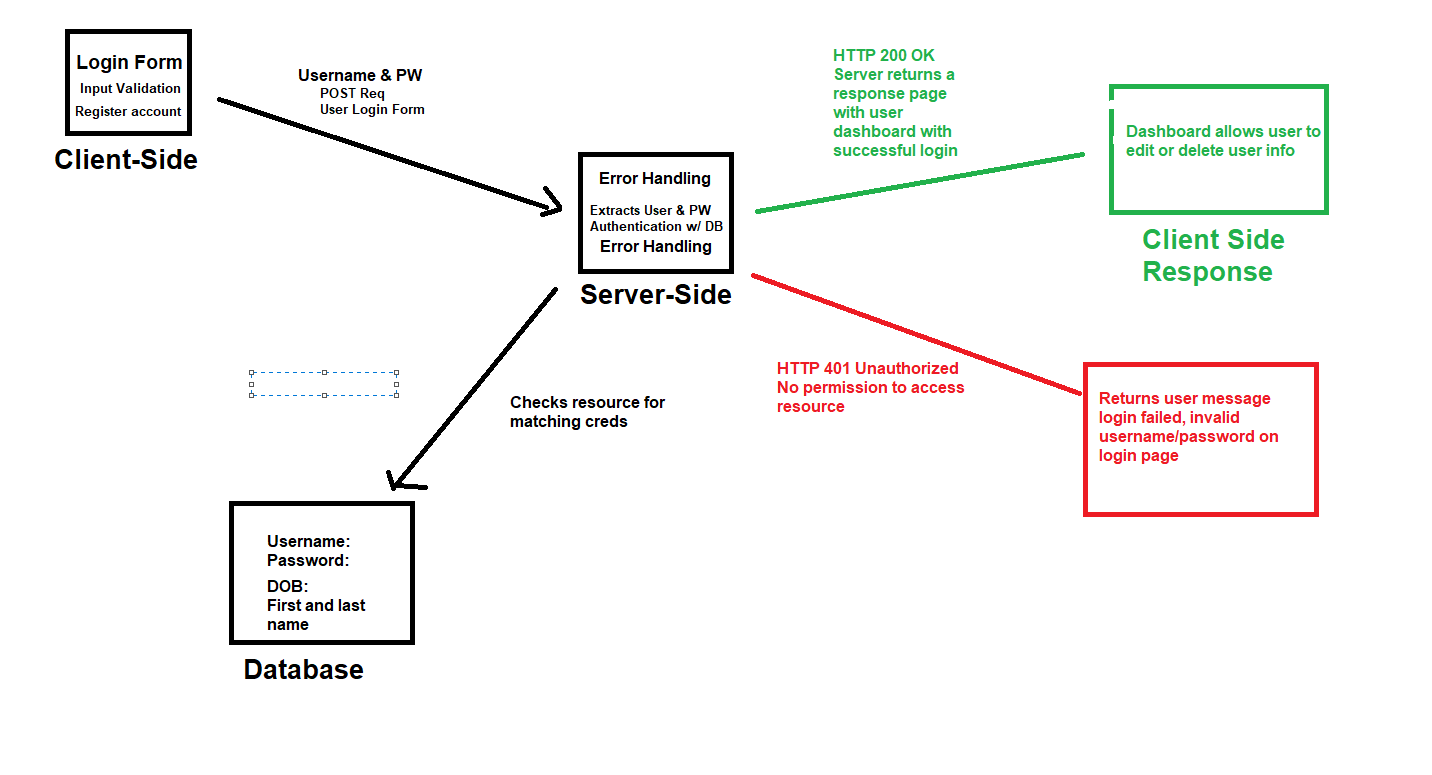 Login Form
Input Validation
Register account
Client-Side
Username & PW
POST Req
User Login Form
Error Handling
Extracts User & PW
Authentication w/ DB
Error Handling
Server-Side
HTTP 200 OK
Server returns a
response page
with user
dashboard with
successful login
Dashboard allows user to
edit or delete user info
Client Side
Response
HTTP 401 Unauthorized
No permission to access
resource
Returns user message
login failed, invalid
username/password on
login page
Checks resource for
matching creds
Username:
Password:
DOB:
First and last
name
Database